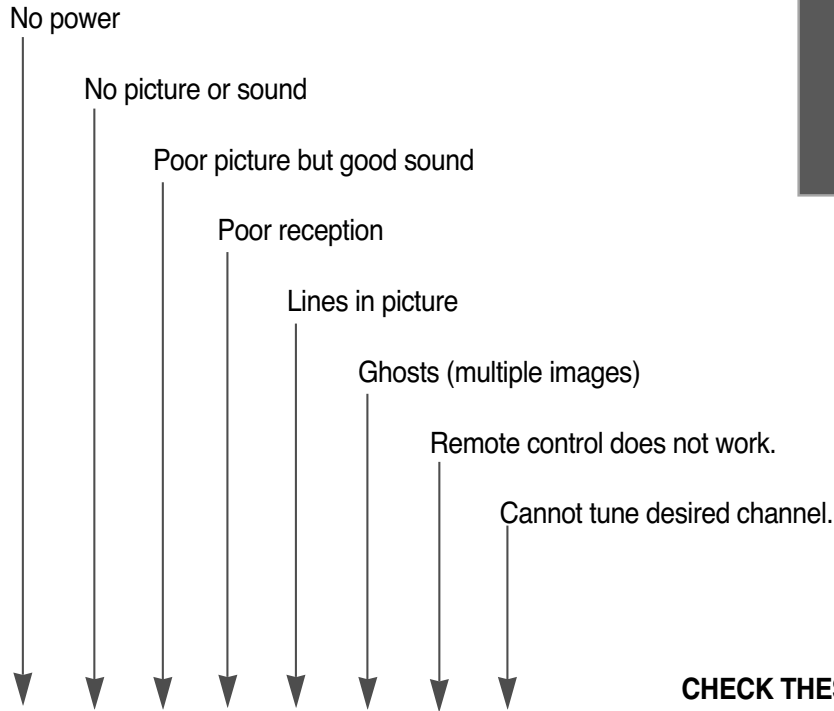 No power
No picture or sound
Poor picture but good sound
Poor reception
Lines in picture
Ghosts (multiple images)
Remote control does not work.
Cannot tune desired channel.
CHECK